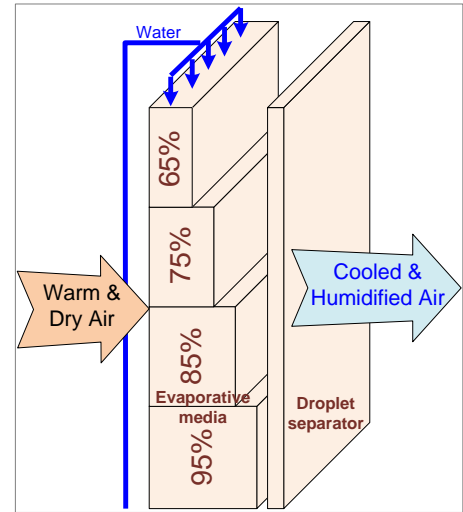 Water
65%
75%
Warm &
Dry Air
Cooled &
Humidified Air
85%
Evaporative
media
Droplet
separator
95%